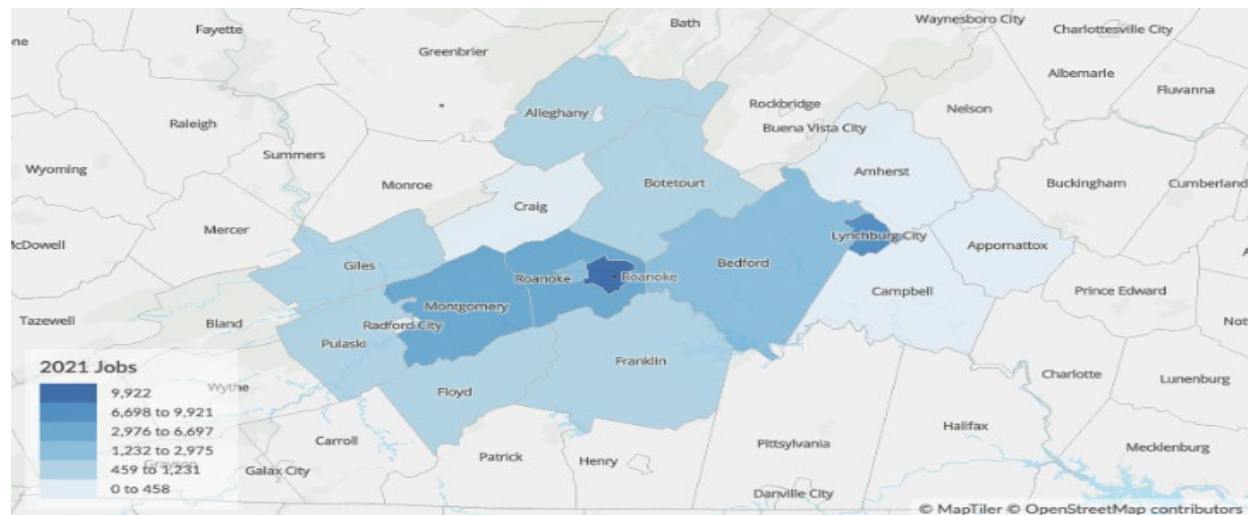 Bath
Waynesboro City
Charlottesville City
Fayette
ne
Greenbrier
Albemarle
Fluvanna
Rockbridge
Nelson
Alleghany
Raleigh
Buena Vista City
Summers
Wyoming
Amherst
Monroe
Botetourt
Buckingham
Cumberland
Craig
Mercer
Lynchburg City
McDowell
Appomattox
Giles
Bedford
Roanoke
Roanoke
Campbell
Prince Edward
Montgomery
Tazewell
Bland
Radford City
Not
Pulaski
Franklin
2021 Jobs
Charlotte
Lunenburg
Wythe
Floyd
9,922
6,698 to 9,921
2,976 to 6,697
1,232 to 2,975
459 to 1,231
0 to 458
Grayson
Carroll
Galax City
Patrick
Henry
Pittsylvania
Halifax
Mecklenburg
Danville City
© MapTiler © OpenStreetMap contributors